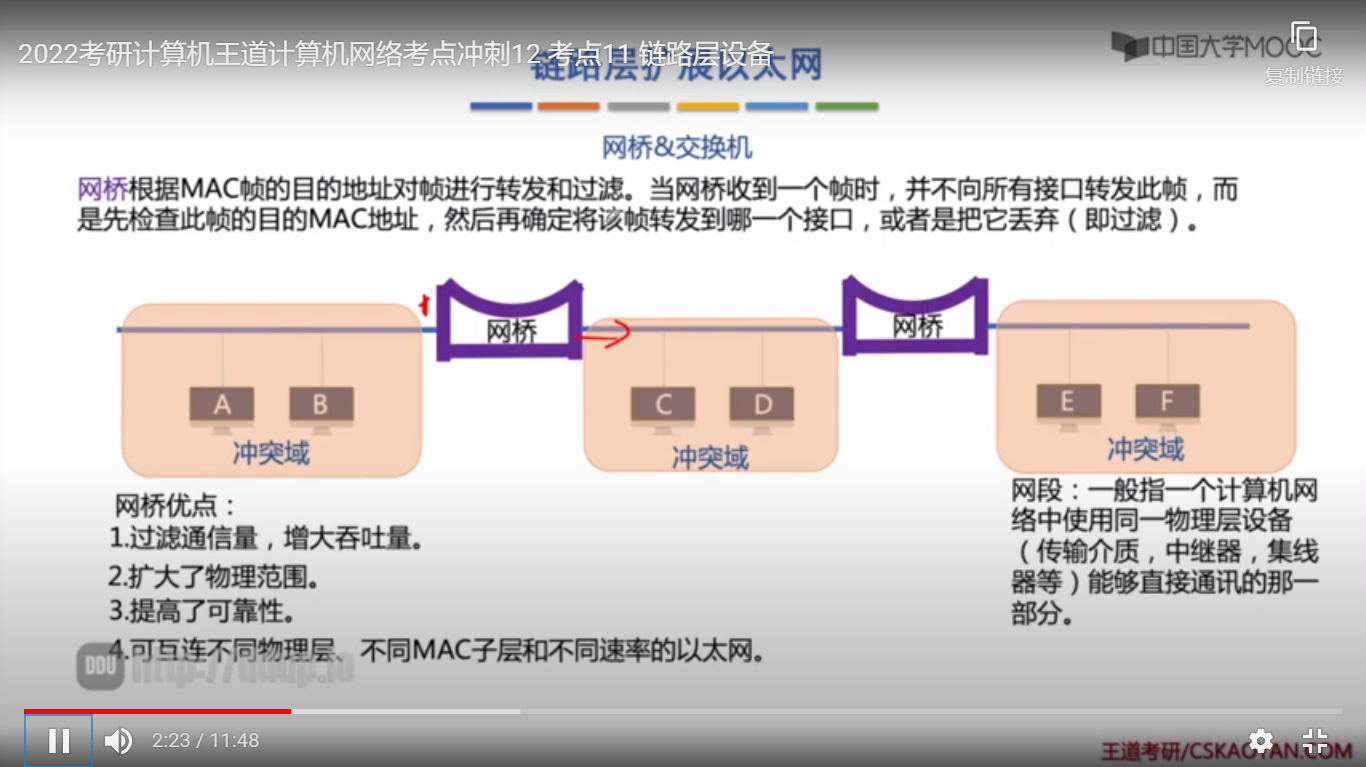 2022考研计算机王道计算机网络考点冲刺12 考点11 链路层设备
中国大学MOOC
复制链接
链路层扩展以太网
网桥&交换机
网桥根据MAC帧的目的地址对帧进行转发和过滤。当网桥收到一个帧时，并不向所有接口转发此帧，而
是先检查此帧的目的MAC地址，然后再确定将该帧转发到哪一个接口，或者是把它丢弃（即过滤）。
网桥
网桥
A B
C D
E F
冲突域
冲突域
冲突域
网桥优点：
1.过滤通信量，增大吞吐量。
2.扩大了物理范围。
3.提高了可靠性。
4.可互连不同物理层、不同MAC子层和不同速率的以太网。
网段：一般指一个计算机网
络中使用同一物理层设备
（传输介质，中继器，集线
器等）能够直接通讯的那一
部分。
DDU
2:23 / 11:48
王道考研/CSKAOYAN.COM